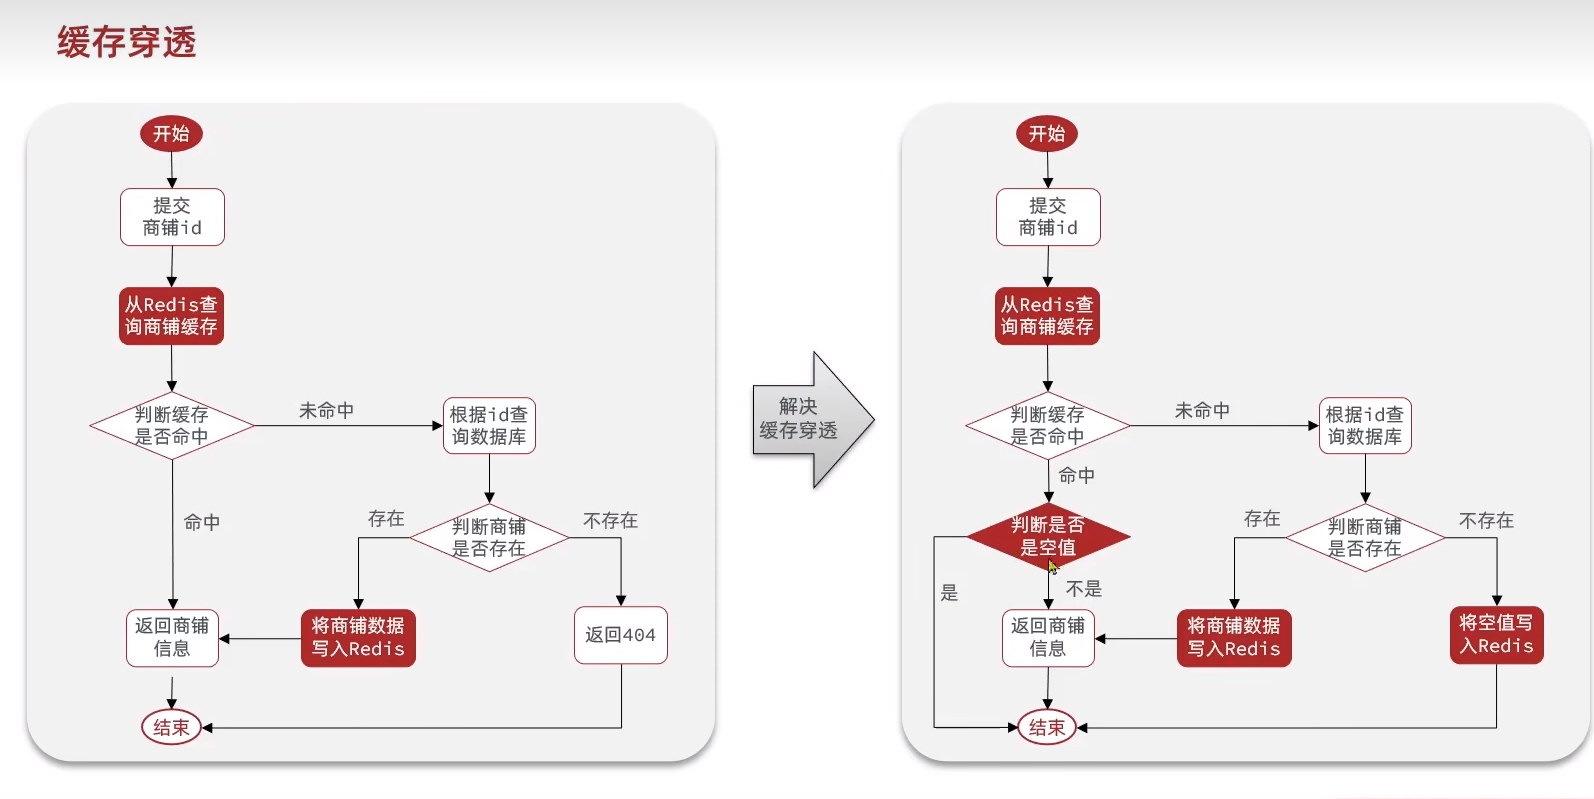 缓存穿透
开始
提交
商铺id
从Redis查
询商铺缓存
判断缓存
是否命中
未命中
根据id查
询数据库
命中
存在
判断商铺
是否存在
不存在
返回商铺
信息
将商铺数据
写入Redis
返回404
结束
解决
缓存穿透
开始
提交
商铺id
从Redis查
询商铺缓存
判断缓存
是否命中
未命中
根据id查
询数据库
命中
判断是否
是空值
存在
判断商铺
是否存在
不存在
是
不是
返回商铺
信息
将商铺数据
写入Redis
将空值写
入Redis
结束